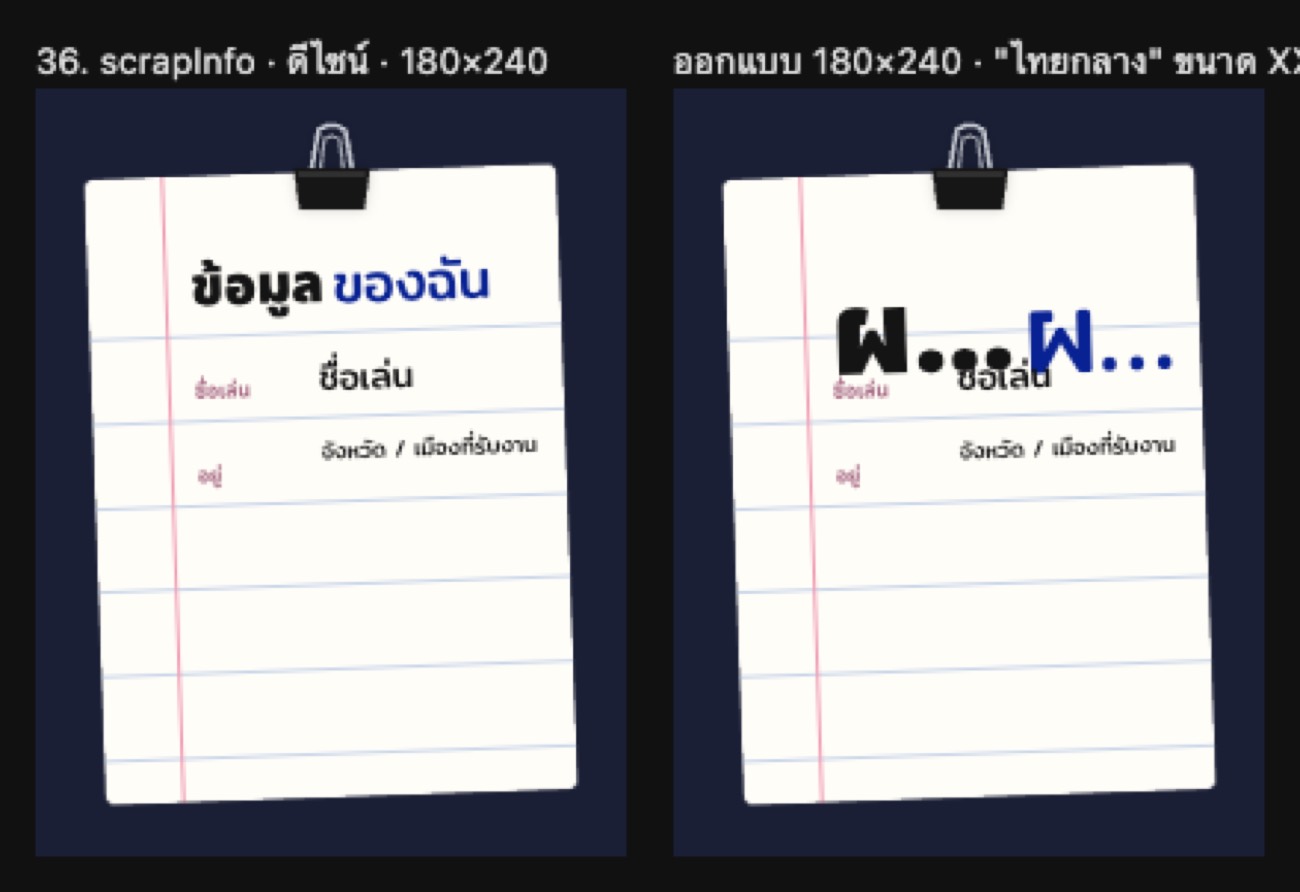 36. scrapInfo · ดีไซน์ · 180×240
ข้อมูล ของฉัน
ชื่อเล่น ชื่อเล่น
จังหวัด / เมืองที่รับงาน
อยู่
ออกแบบ 180×240 · "ไทยกลาง" ขนาด XX
ฝ... ฝ...
ชื่อเล่น ชื่อเล่น
จังหวัด / เมืองที่รับงาน
อยู่